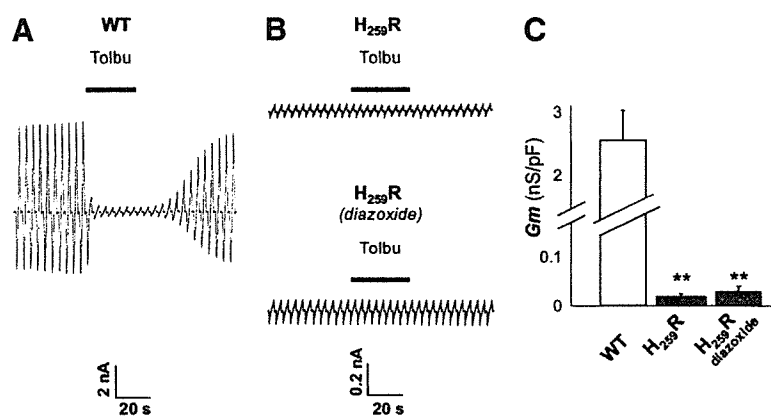 A
WT
Tolbu
2 nA
20 s
B
H₂₅₉R
Tolbu
H₂₅₉R
(diazoxide)
Tolbu
0.2 nA
20 s
C
Gm (nS/pF)
3
2
0.1
0
**
**
WT
H₂₅₉R
H₂₅₉R
diazoxide